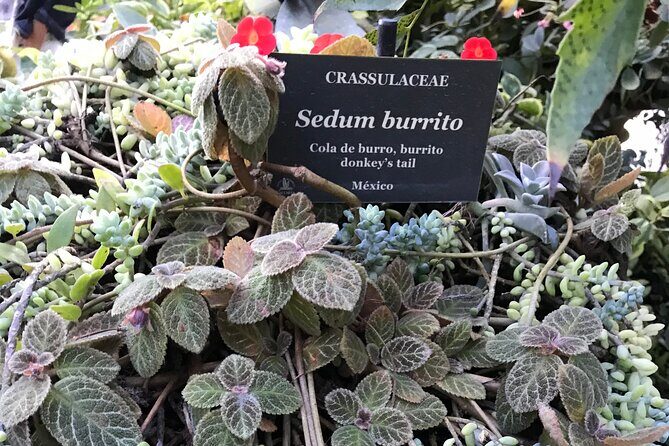 CRASSULACEAE
Sedum burrito
Cola de burro, burrito
donkey's tail
México